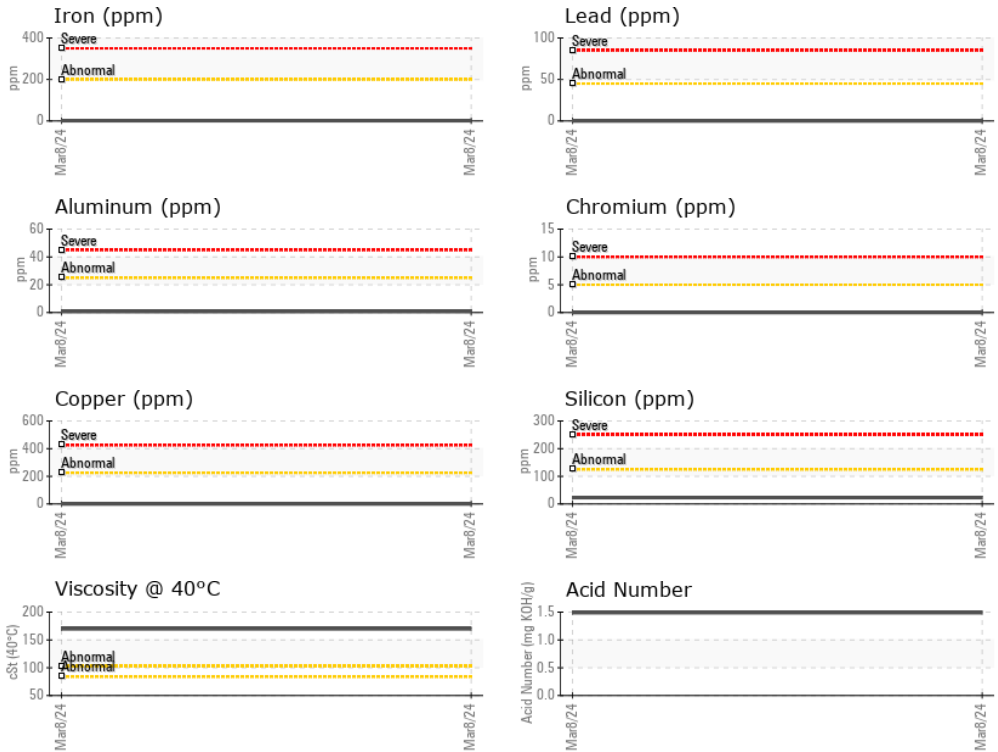 Iron (ppm)
400
200
0
ppm
Severe
Abnormal
Mar8/24
Mar8/24
Lead (ppm)
100
50
0
ppm
Severe
Abnormal
Mar8/24
Mar8/24
Aluminum (ppm)
60
40
20
0
ppm
Severe
Abnormal
Mar8/24
Mar8/24
Chromium (ppm)
15
10
5
0
ppm
Severe
Abnormal
Mar8/24
Mar8/24
Copper (ppm)
600
400
200
0
ppm
Severe
Abnormal
Mar8/24
Mar8/24
Silicon (ppm)
300
200
100
0
ppm
Severe
Abnormal
Mar8/24
Mar8/24
Viscosity @ 40°C
200
150
100
50
cSt (40°C)
Abnormal
Abnormal
Mar8/24
Mar8/24
Acid Number
1.5
1.0
0.5
0.0
Acid Number (mg KOH/g)
Mar8/24
Mar8/24